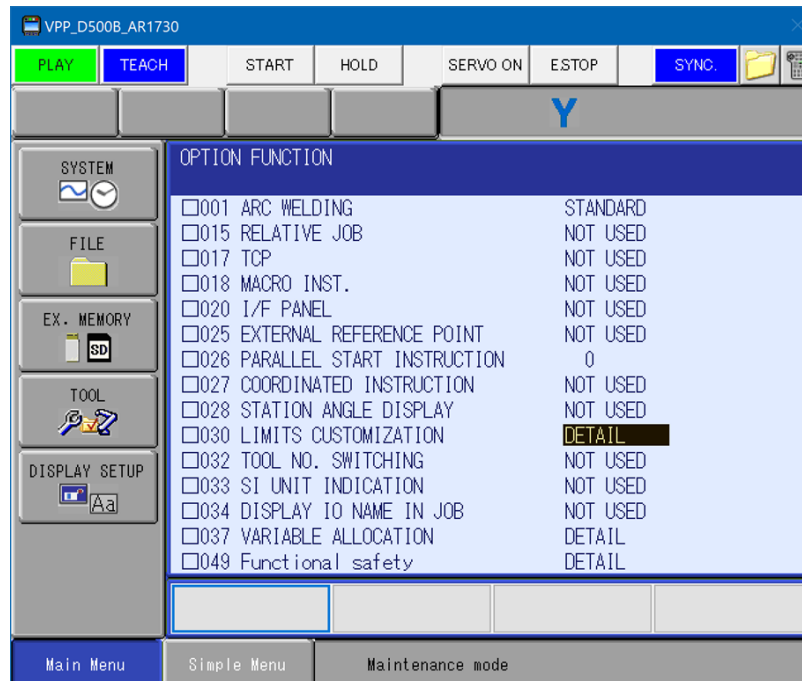 VPP_D500B_AR1730
PLAY TEACH START HOLD SERVO ON E.STOP SYNC.
Y
SYSTEM
FILE
EX. MEMORY
SD
TOOL
DISPLAY SETUP
Aa
OPTION FUNCTION
□001 ARC WELDING STANDARD
□015 RELATIVE JOB NOT USED
□017 TCP NOT USED
□018 MACRO INST. NOT USED
□020 I/F PANEL NOT USED
□025 EXTERNAL REFERENCE POINT NOT USED
□026 PARALLEL START INSTRUCTION 0
□027 COORDINATED INSTRUCTION NOT USED
□028 STATION ANGLE DISPLAY NOT USED
□030 LIMITS CUSTOMIZATION DETAIL
□032 TOOL NO. SWITCHING NOT USED
□033 SI UNIT INDICATION NOT USED
□034 DISPLAY IO NAME IN JOB NOT USED
□037 VARIABLE ALLOCATION DETAIL
□049 Functional safety DETAIL
Main Menu Simple Menu Maintenance mode